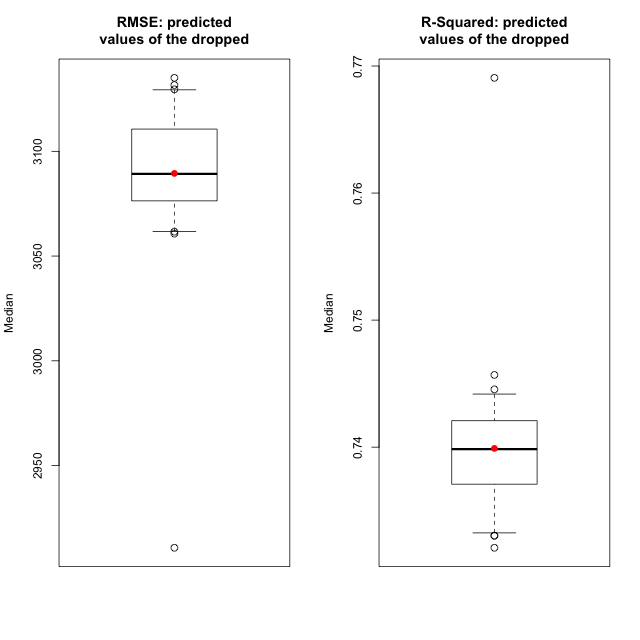 RMSE: predicted
values of the dropped
Median
3100
3050
3000
2950
R-Squared: predicted
values of the dropped
Median
0.77
0.76
0.75
0.74